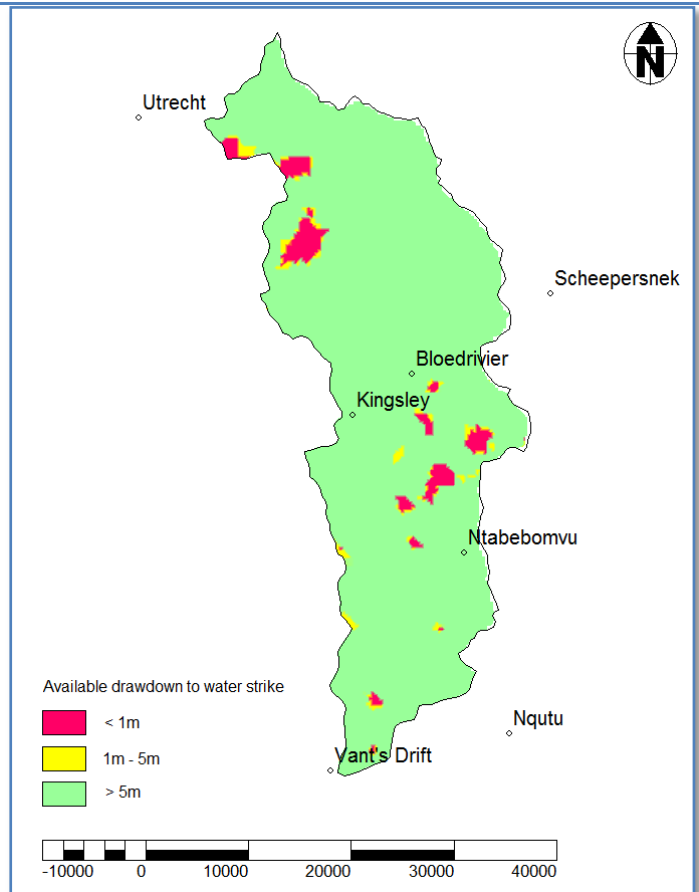 N
Utrecht
Scheepersnek
Bloedrivier
Kingsley
Ntabebomvu
Available drawdown to water strike
< 1m
Nqutu
1m - 5m
Vant's Drift
> 5m
-10000 0 10000 20000 30000 40000